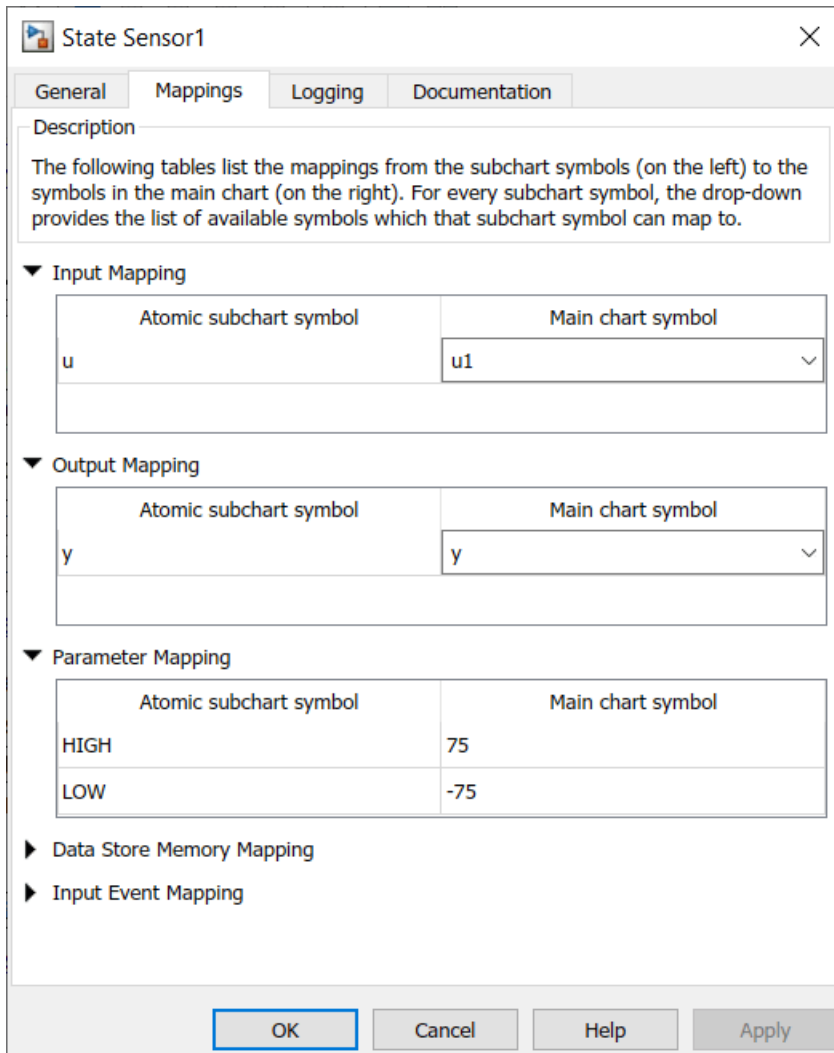 State Sensor1
General Mappings Logging Documentation
Description
The following tables list the mappings from the subchart symbols (on the left) to the
symbols in the main chart (on the right). For every subchart symbol, the drop-down
provides the list of available symbols which that subchart symbol can map to.
Input Mapping
Atomic subchart symbol Main chart symbol
u u1
Output Mapping
Atomic subchart symbol Main chart symbol
y y
Parameter Mapping
Atomic subchart symbol Main chart symbol
HIGH 75
LOW -75
Data Store Memory Mapping
Input Event Mapping
OK Cancel Help Apply